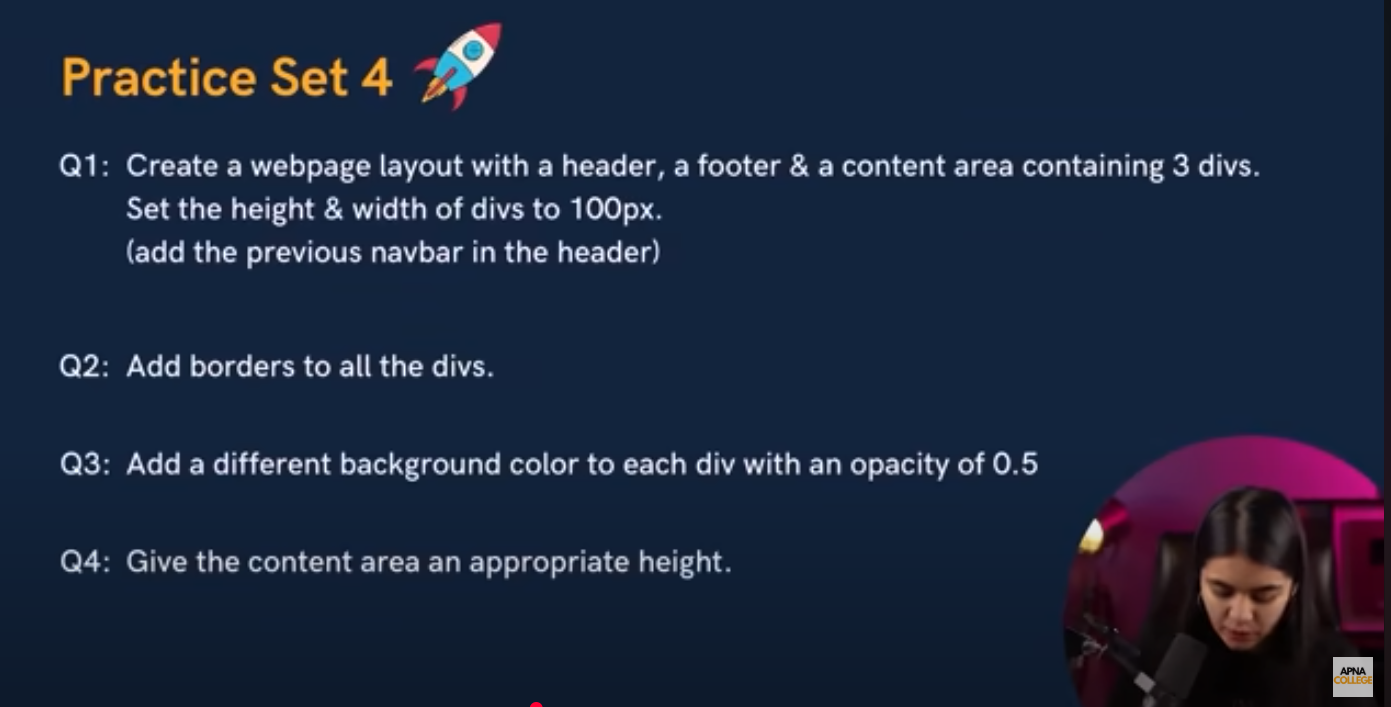 Practice Set 4
Q1: Create a webpage layout with a header, a footer & a content area containing 3 divs.
Set the height & width of divs to 100px.
(add the previous navbar in the header)
Q2: Add borders to all the divs.
Q3: Add a different background color to each div with an opacity of 0.5
Q4: Give the content area an appropriate height.
APNA
COLLEGE